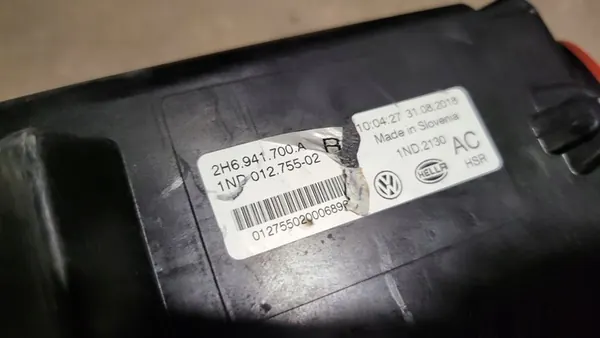 2H6.941.700.A
1ND 012.755-02
R
10:04:27 31.08.2018
Made in Slovenia
1ND.2130
AC
HSR
HELLA